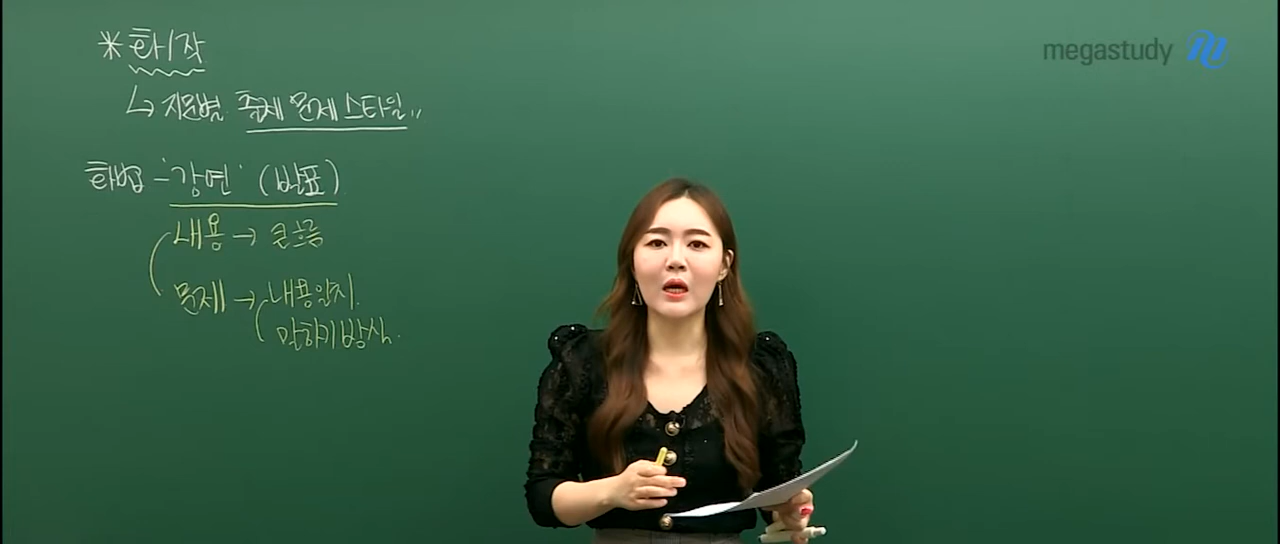 * 화/작
↳ 지문별 출제 문제 스타일 〃
megastudy
화법 - '강연' (발표)
내용 → 큰 흐름
문제 → 내용일치.
말하기방식.